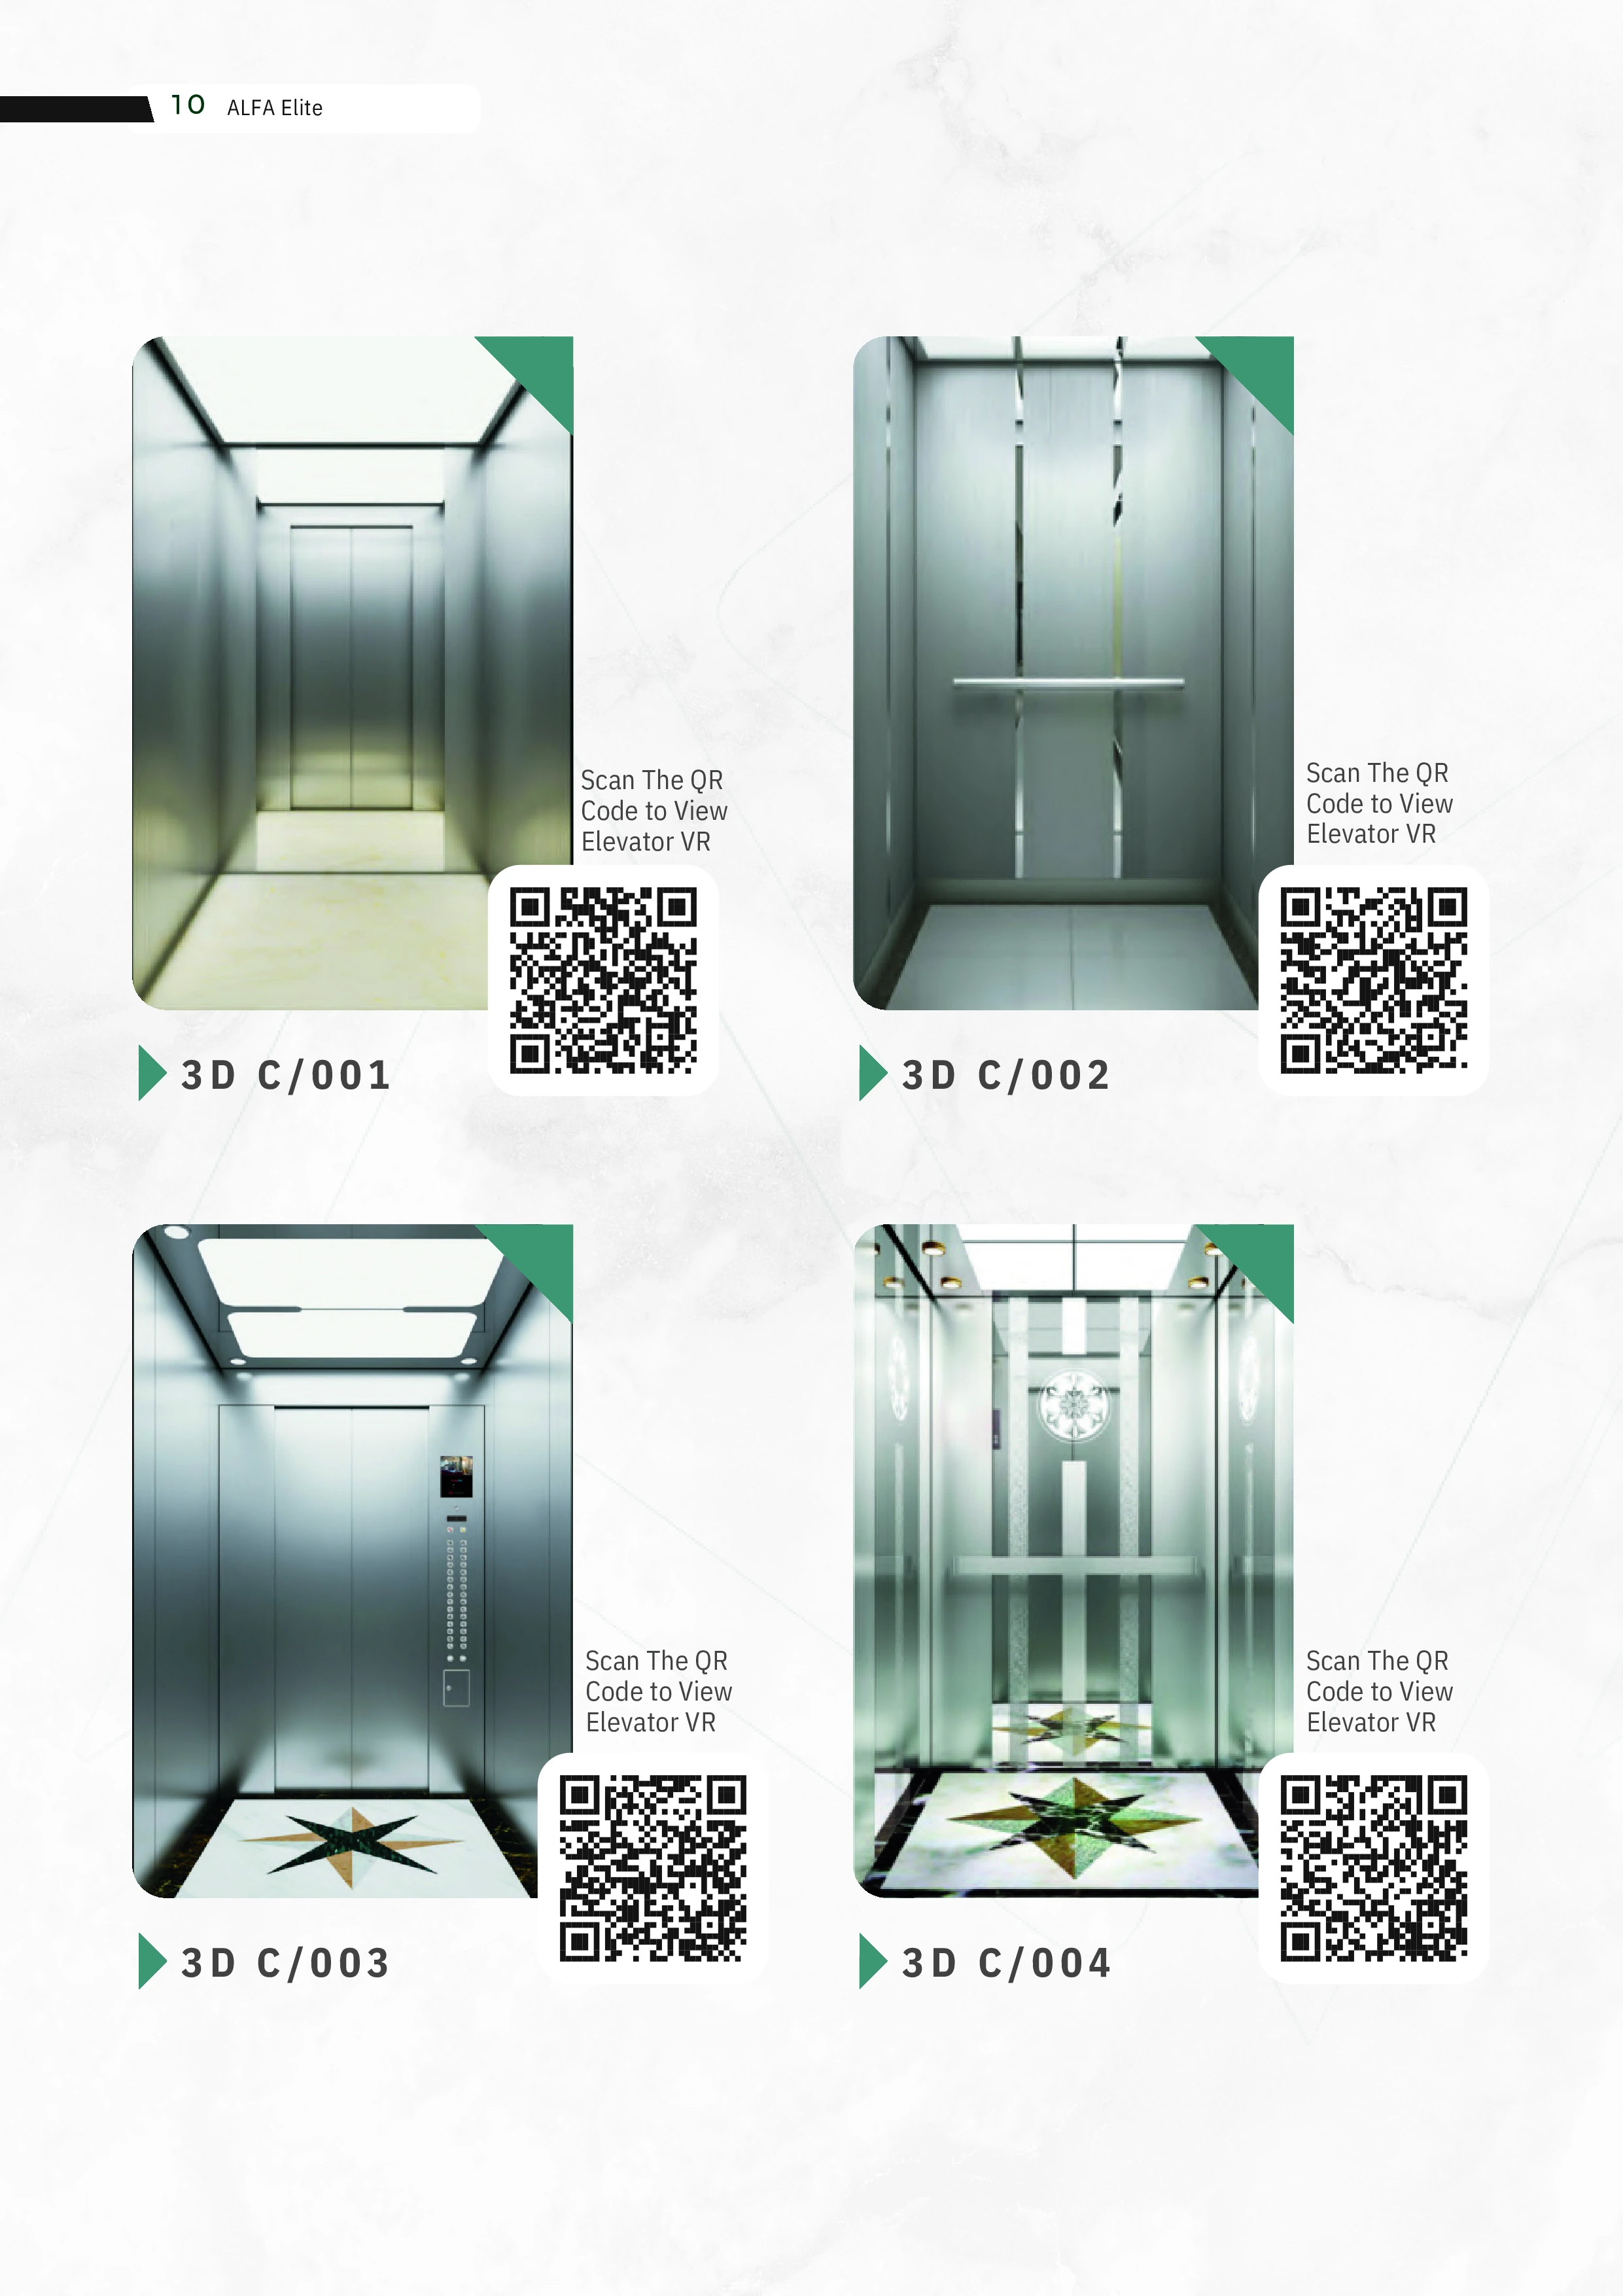 10 ALFA Elite
Scan The QR
Code to View
Elevator VR
3D C/001
Scan The QR
Code to View
Elevator VR
3D C/002
Scan The QR
Code to View
Elevator VR
3D C/003
Scan The QR
Code to View
Elevator VR
3D C/004